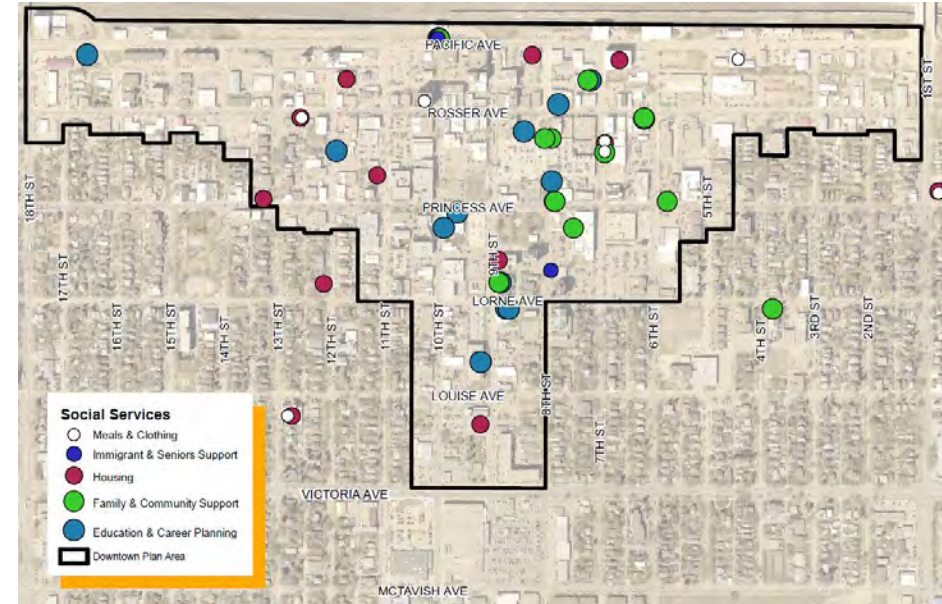 PACIFIC AVE
1ST ST
ROSSER AVE
18TH ST
PRINCESS AVE
5TH ST
9TH ST
17TH ST
LORNE AVE
16TH ST
15TH ST
14TH ST
13TH ST
12TH ST
11TH ST
10TH ST
6TH ST
4TH ST
3RD ST
2ND ST
8TH ST
LOUISE AVE
7TH ST
VICTORIA AVE
MCTAVISH AVE
Social Services
Meals & Clothing
Immigrant & Seniors Support
Housing
Family & Community Support
Education & Career Planning
Downtown Plan Area